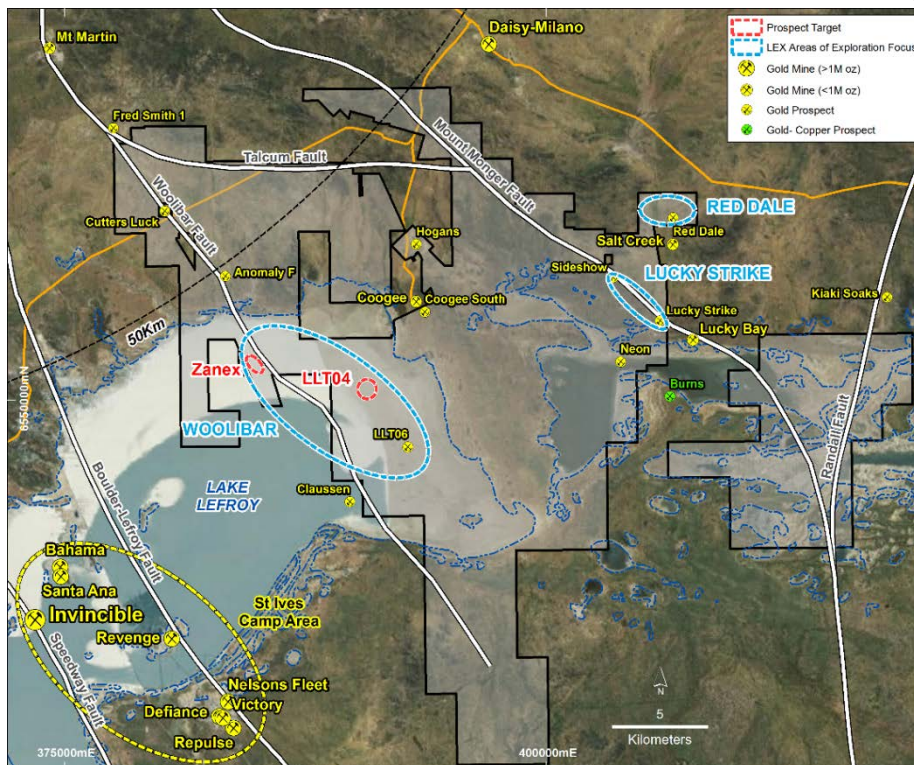 Mt Martin
Daisy-Milano
Prospect Target
LEX Areas of Exploration Focus
Gold Mine (>1M oz)
Gold Mine (<1M oz)
Gold Prospect
Gold- Copper Prospect
Fred Smith 1
Talcum Fault
Mount Monger Fault
Woolibar Fault
Cutters Luck
Hogans
RED DALE
Red Dale
Salt Creek
Sideshow
Anomaly F
LUCKY STRIKE
Coogee
Coogee South
Kiaki Soaks
Lucky Strike
50Km
Lucky Bay
Neon
Zanex
LLT04
Burns
6550000mN
WOOLIBAR
LLT06
Randall Fault
LAKE
LEFROY
Claussen
Boulder-Lefroy Fault
Bahama
Santa Ana
Invincible
St Ives
Camp Area
Revenge
Speedway Fault
Nelsons Fleet
Victory
Defiance
Repulse
N
5
Kilometers
375000mE
400000mE